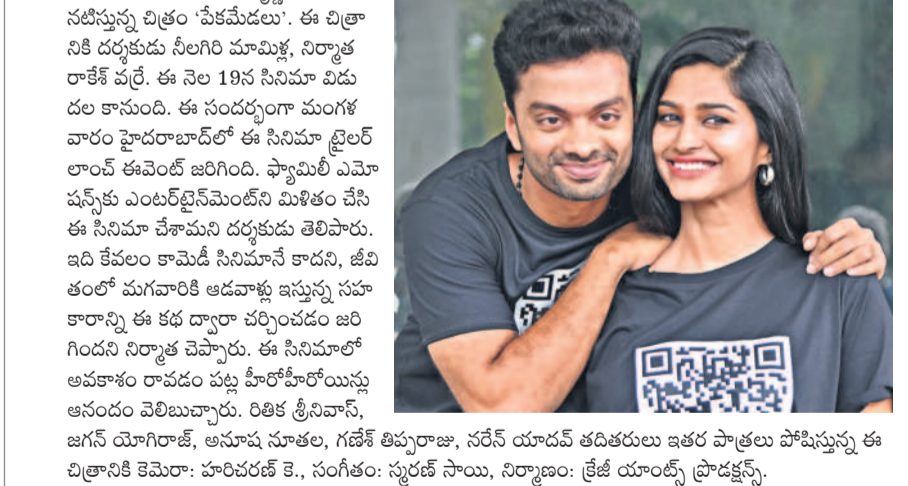 నటిస్తున్న చిత్రం ‘పేకమేడలు’. ఈ చిత్రా
నికి దర్శకుడు నీలగిరి మామిళ్ల, నిర్మాత
రాకేశ్ వర్రే. ఈ నెల 19న సినిమా విడు
దల కానుంది. ఈ సందర్భంగా మంగళ
వారం హైదరాబాద్‌లో ఈ సినిమా ట్రైలర్
లాంచ్ ఈవెంట్ జరిగింది. ఫ్యామిలీ ఎమో
షన్స్‌కు ఎంటర్‌టైన్‌మెంట్‌ని మిళితం చేసి
ఈ సినిమా చేశామని దర్శకుడు తెలిపారు.
ఇది కేవలం కామెడీ సినిమానే కాదని, జీవి
తంలో మగవారికి ఆడవాళ్లు ఇస్తున్న సహ
కారాన్ని ఈ కథ ద్వారా చర్చించడం జరి
గిందని నిర్మాత చెప్పారు. ఈ సినిమాలో
అవకాశం రావడం పట్ల హీరోహీరోయిన్లు
ఆనందం వెలిబుచ్చారు. రితిక శ్రీనివాస్,
జగన్ యోగిరాజ్, అనూష నూతల, గణేశ్ తిప్పరాజు, నరేన్ యాదవ్ తదితరులు ఇతర పాత్రలు పోషిస్తున్న ఈ
చిత్రానికి కెమెరా: హరిచరణ్ కె., సంగీతం: స్మరణ్ సాయి, నిర్మాణం: క్రేజీ యాంట్స్ ప్రొడక్షన్స్.